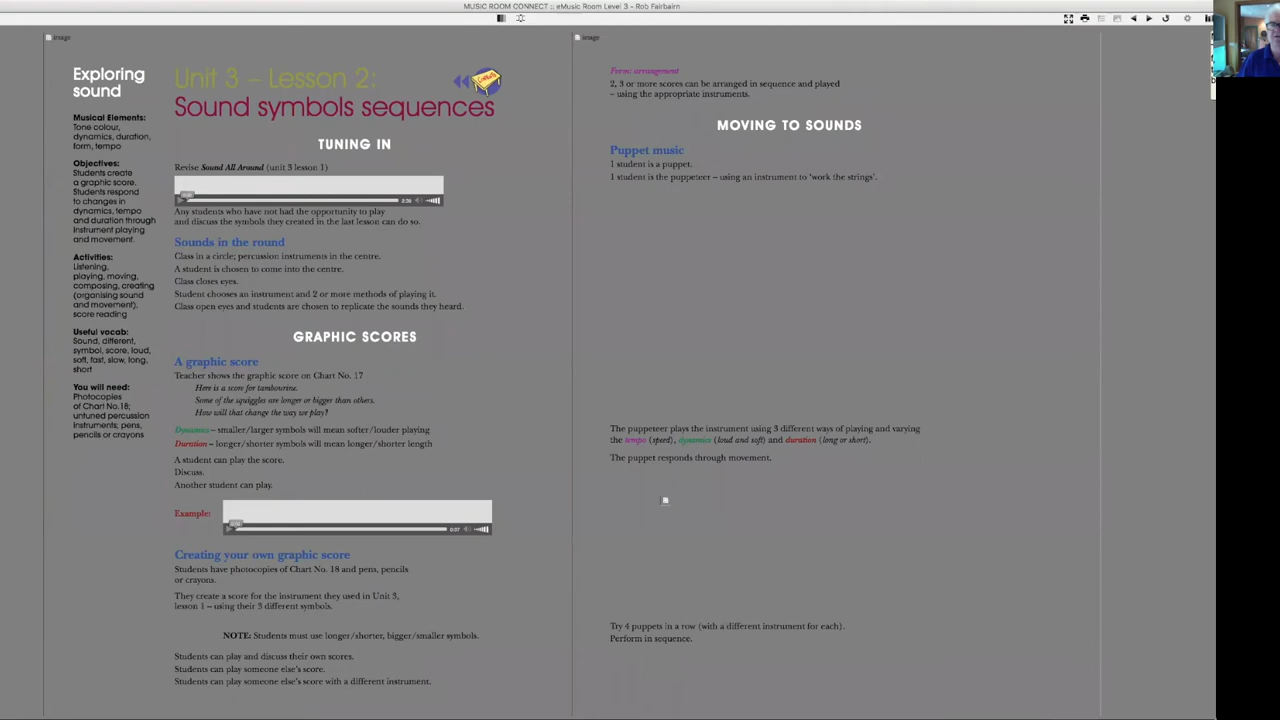 MUSIC ROOM CONNECT :: eMusic Room Level 3 - Rob Fairbairn
image
Exploring
sound
Musical Elements:
Tone colour,
dynamics, duration,
form, tempo
Objectives:
Students create
a graphic score.
Students respond
to changes in
dynamics, tempo
and duration through
instrument playing
and movement.
Activities:
Listening,
playing, moving,
composing, creating
(organising sound
and movement),
score reading
Useful vocab:
Sound, different,
symbol, score, loud,
soft, fast, slow, long,
short
You will need:
Photocopies
of Chart No.18;
untuned percussion
instruments; pens,
pencils or crayons
Unit 3 – Lesson 2:
Sound symbols sequences
TUNING IN
Revise Sound All Around (unit 3 lesson 1)
Any students who have not had the opportunity to play
and discuss the symbols they created in the last lesson can do so.
Sounds in the round
Class in a circle; percussion instruments in the centre.
A student is chosen to come into the centre.
Class closes eyes.
Student chooses an instrument and 2 or more methods of playing it.
Class open eyes and students are chosen to replicate the sounds they heard.
GRAPHIC SCORES
A graphic score
Teacher shows the graphic score on Chart No. 17
Here is a score for tambourine.
Some of the squiggles are longer or bigger than others.
How will that change the way we play?
Dynamics – smaller/larger symbols will mean softer/louder playing
Duration – longer/shorter symbols will mean longer/shorter length
A student can play the score.
Discuss.
Another student can play.
Example:
0:07
Creating your own graphic score
Students have photocopies of Chart No. 18 and pens, pencils
or crayons.
They create a score for the instrument they used in Unit 3,
lesson 1 – using their 3 different symbols.
NOTE: Students must use longer/shorter, bigger/smaller symbols.
Students can play and discuss their own scores.
Students can play someone else's score.
Students can play someone else's score with a different instrument.
image
Form: arrangement
2, 3 or more scores can be arranged in sequence and played
– using the appropriate instruments.
MOVING TO SOUNDS
Puppet music
1 student is a puppet.
1 student is the puppeteer – using an instrument to 'work the strings'.
The puppeteer plays the instrument using 3 different ways of playing and varying
the tempo (speed), dynamics (loud and soft) and duration (long or short).
The puppet responds through movement.
Try 4 puppets in a row (with a different instrument for each).
Perform in sequence.